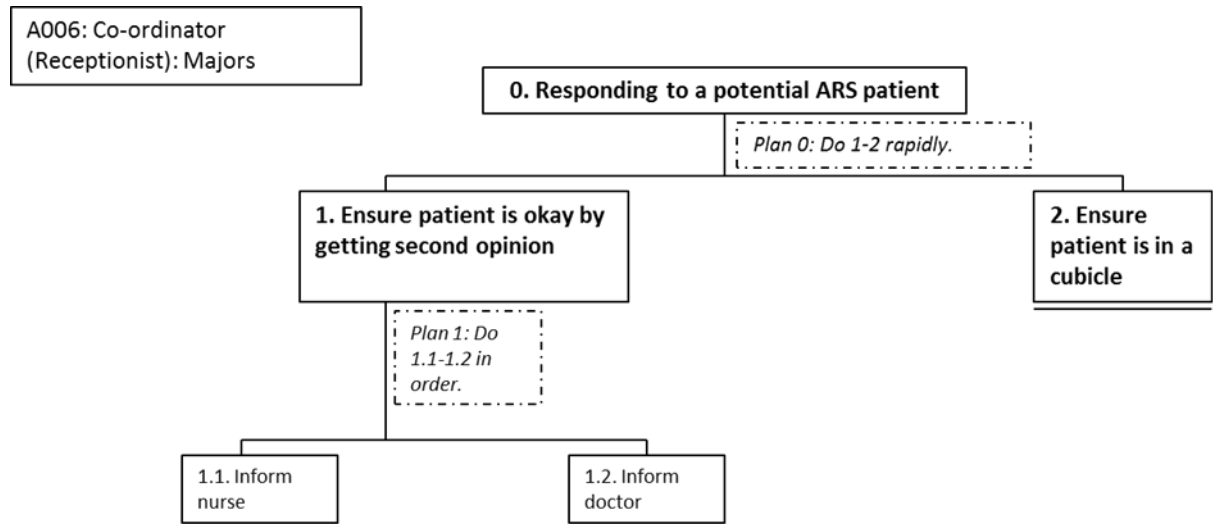 A006: Co-ordinator
(Receptionist): Majors
0. Responding to a potential ARS patient
Plan 0: Do 1-2 rapidly.
1. Ensure patient is okay by
getting second opinion
2. Ensure
patient is in a
cubicle
Plan 1: Do
1.1-1.2 in
order.
1.1. Inform
nurse
1.2. Inform
doctor